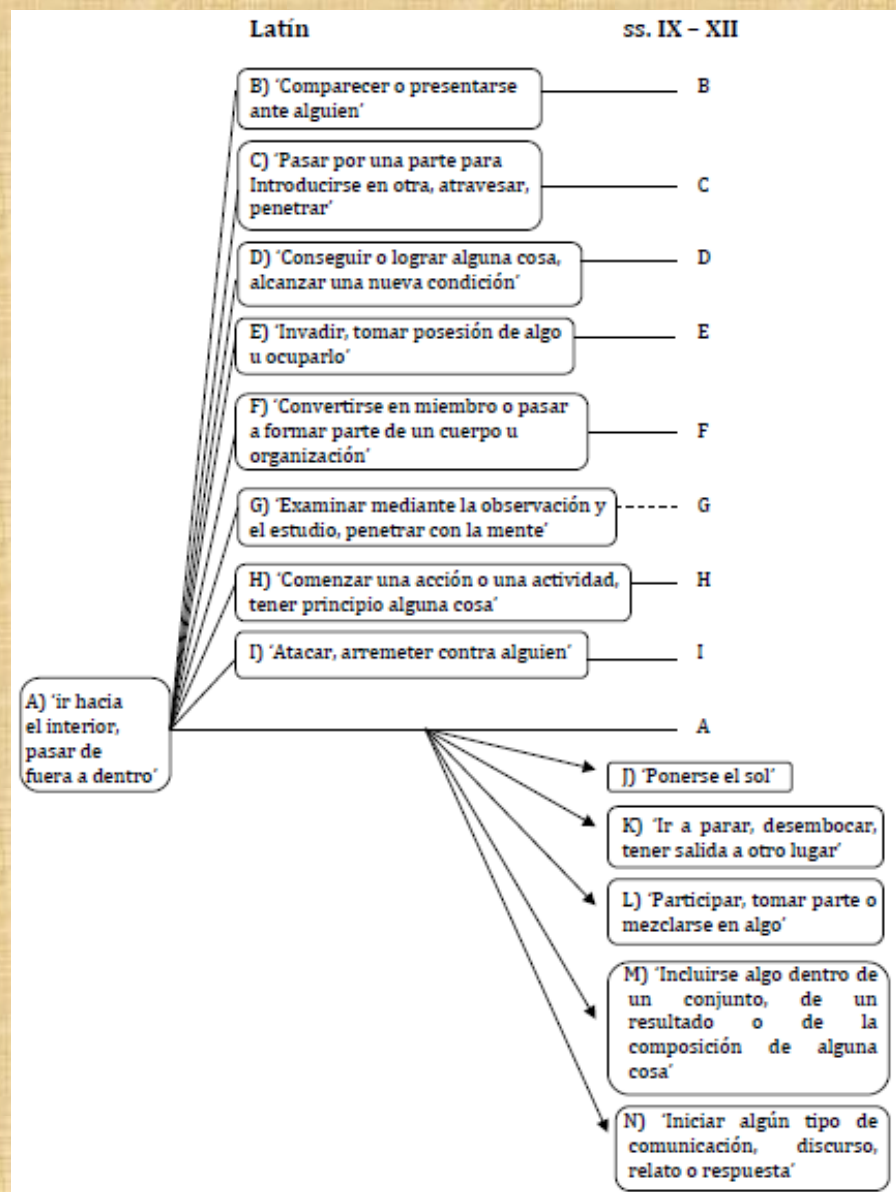 Latín
ss. IX – XII
B) ‘Comparecer o presentarse
ante alguien’
B
C) ‘Pasar por una parte para
Introducirse en otra, atravesar,
penetrar’
C
D) ‘Conseguir o lograr alguna cosa,
alcanzar una nueva condición’
D
E) ‘Invadir, tomar posesión de algo
u ocuparlo’
E
F) ‘Convertirse en miembro o pasar
a formar parte de un cuerpo u
organización’
F
G) ‘Examinar mediante la observación y
el estudio, penetrar con la mente’
G
H) ‘Comenzar una acción o una actividad,
tener principio alguna cosa’
H
I) ‘Atacar, arremeter contra alguien’
I
A) ‘ir hacia
el interior,
pasar de
fuera a dentro’
A
J) ‘Ponerse el sol’
K) ‘Ir a parar, desembocar,
tener salida a otro lugar’
L) ‘Participar, tomar parte o
mezclarse en algo’
M) ‘Incluirse algo dentro de
un conjunto, de un
resultado o de la
composición de alguna
cosa’
N) ‘Iniciar algún tipo de
comunicación, discurso,
relato o respuesta’